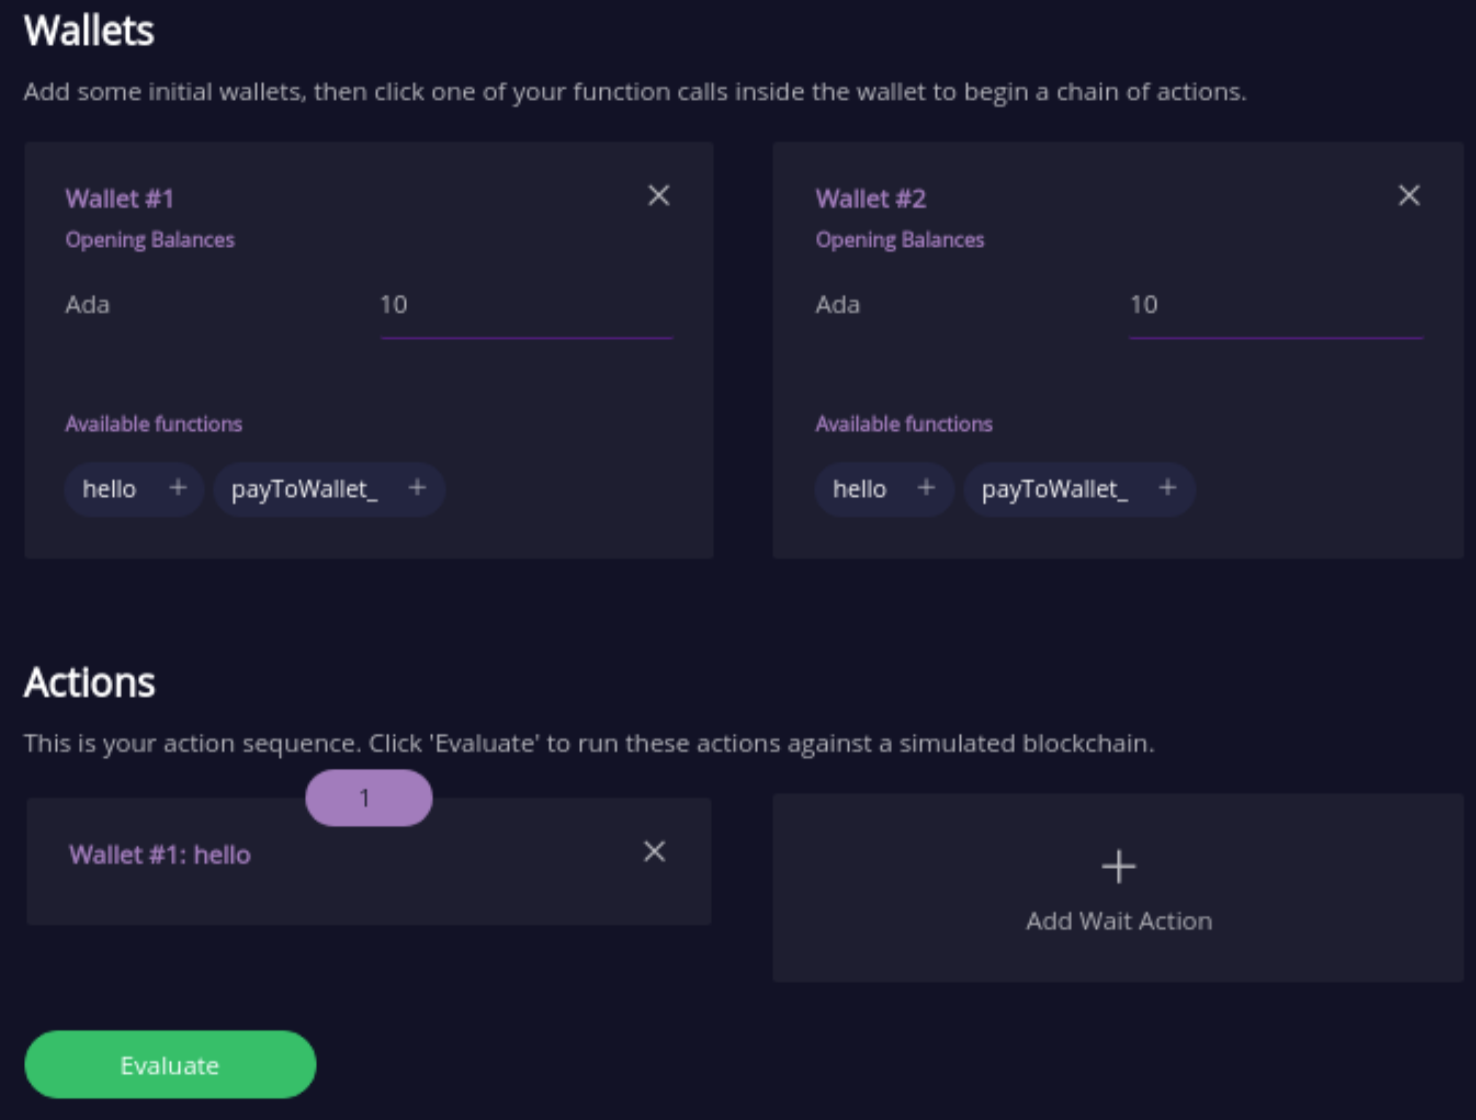 Wallets
Add some initial wallets, then click one of your function calls inside the wallet to begin a chain of actions.
Wallet #1
Opening Balances
Ada 10
Available functions
hello + payToWallet_ +
Wallet #2
Opening Balances
Ada 10
Available functions
hello + payToWallet_ +
Actions
This is your action sequence. Click 'Evaluate' to run these actions against a simulated blockchain.
1
Wallet #1: hello
Add Wait Action
Evaluate